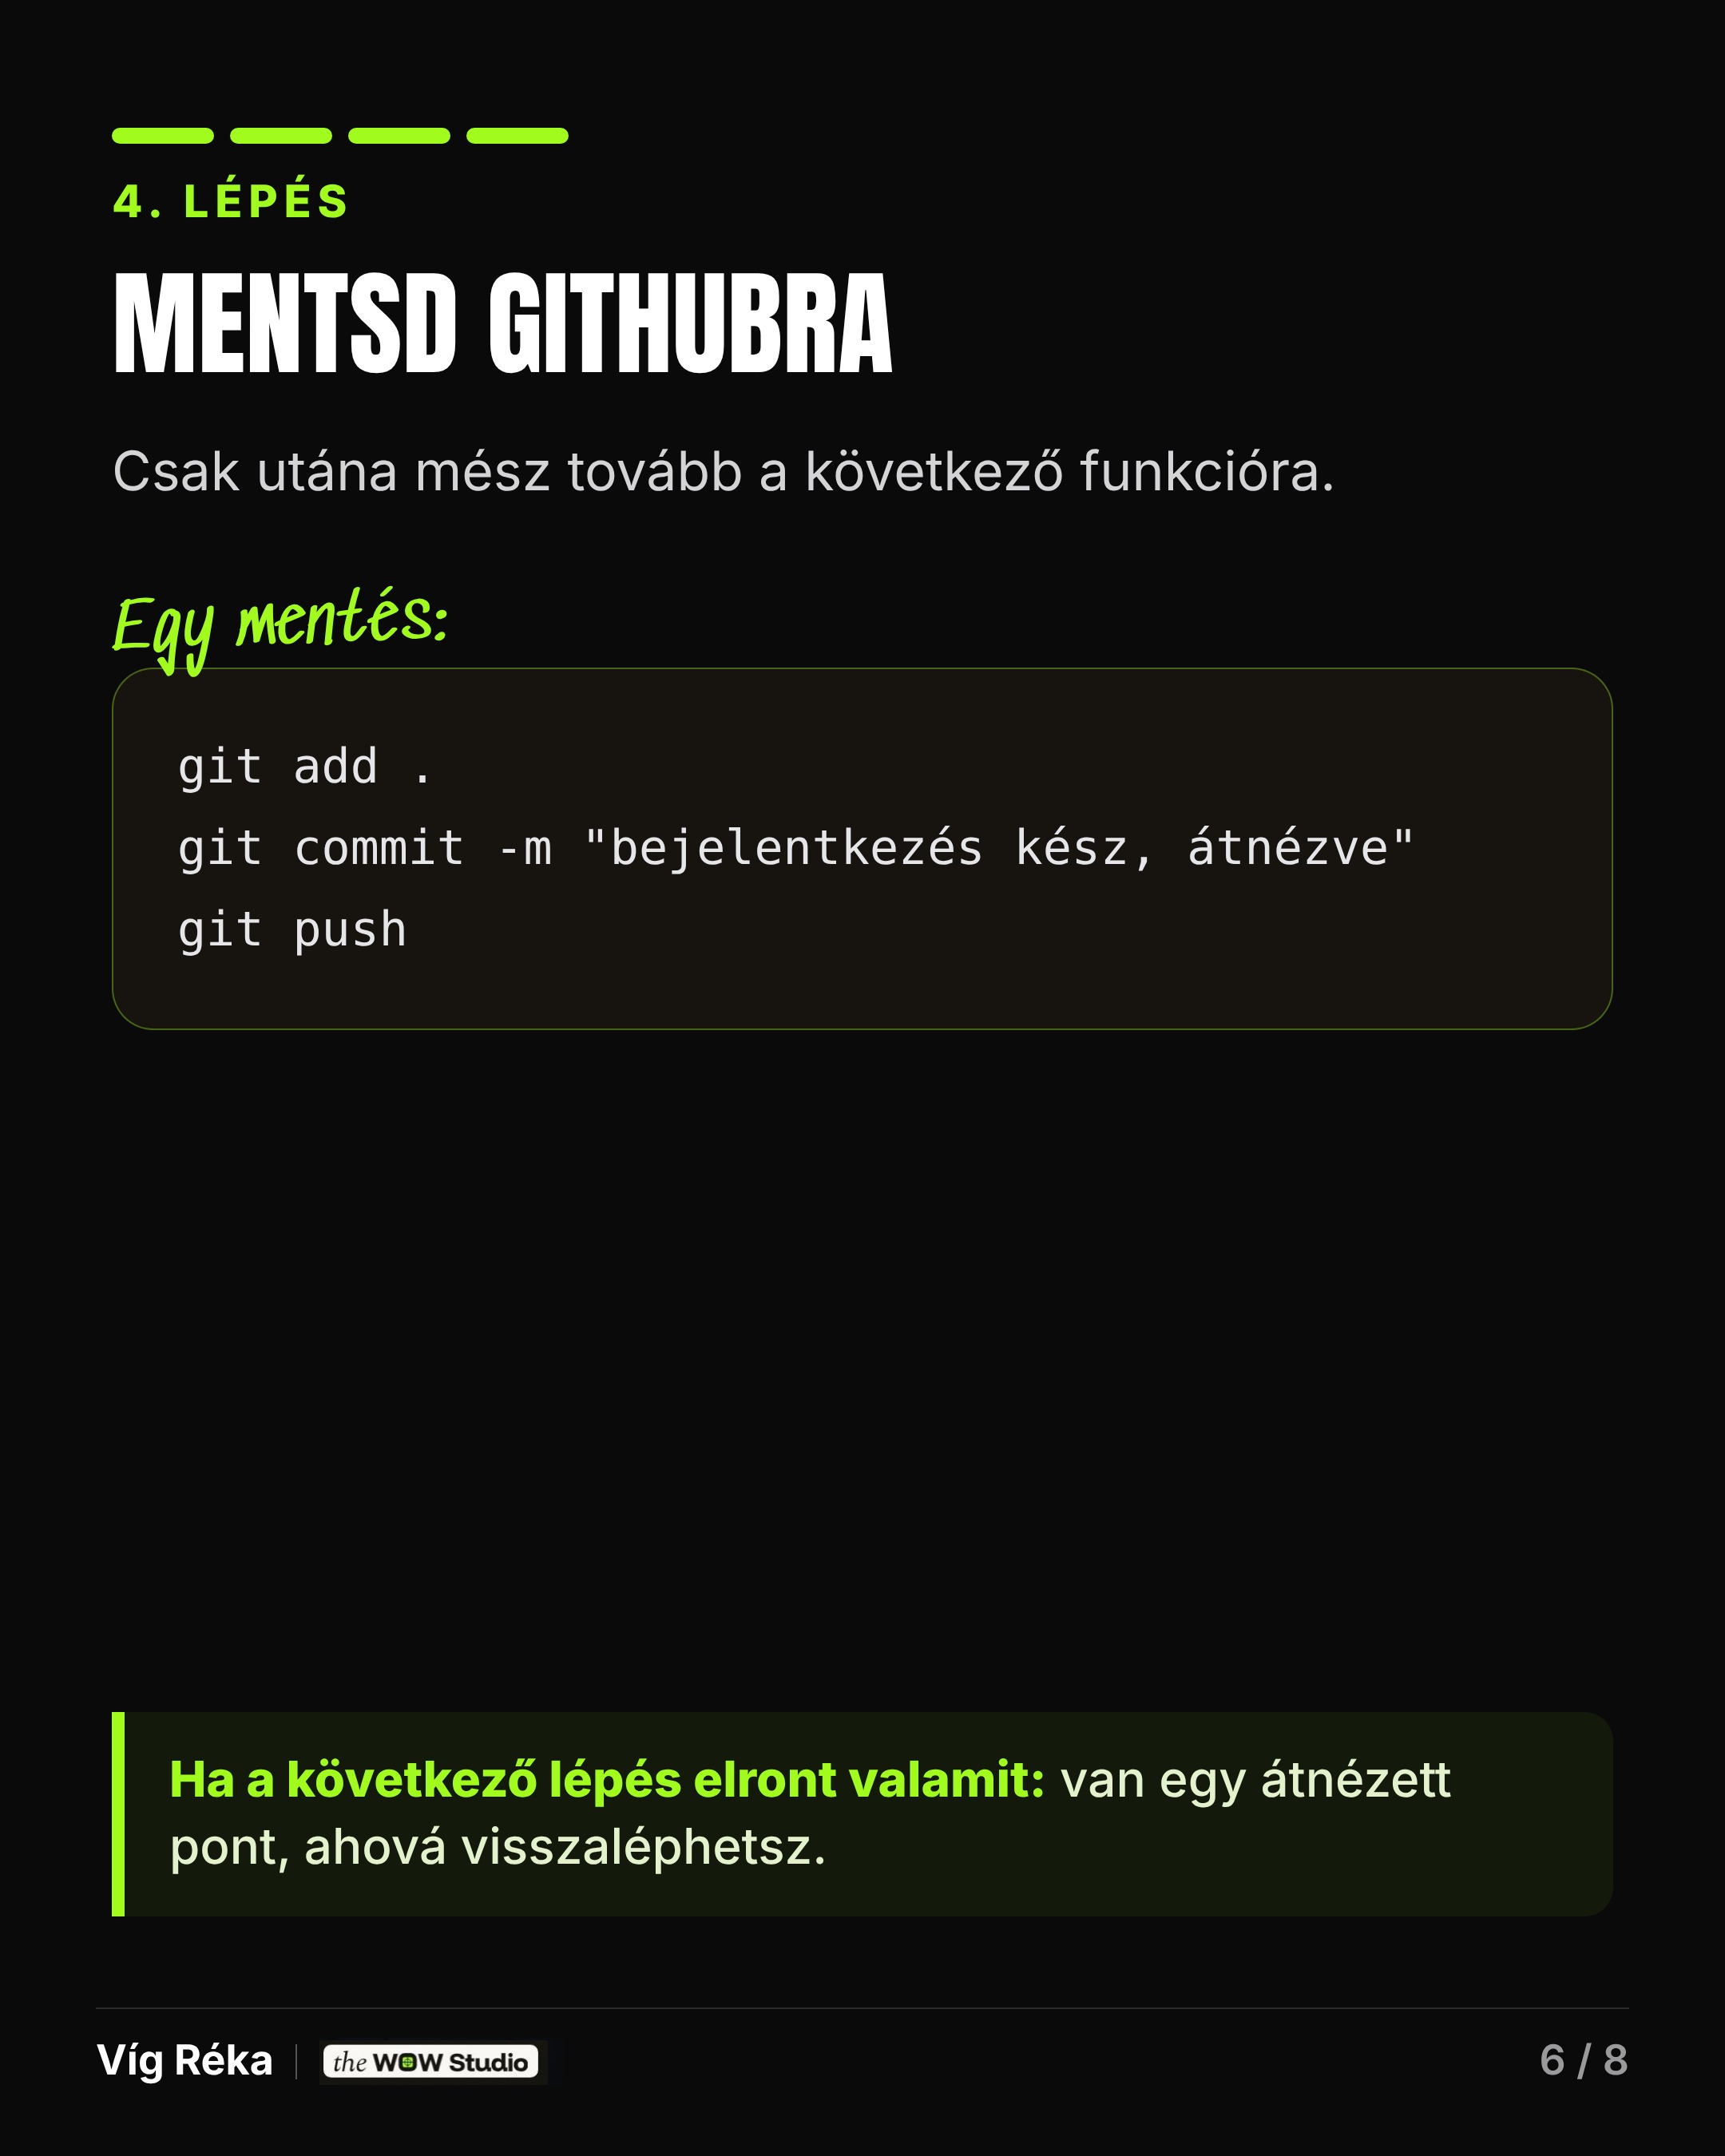 4. LÉPÉS
MENTSD GITHUBRA
Csak utána mész tovább a következő funkcióra.
Egy mentés:
git add .
git commit -m "bejelentkezés kész, átnézve"
git push
Ha a következő lépés elront valamit: van egy átnézett
pont, ahová visszaléphetsz.
Víg Réka
the WOW Studio
6 / 8